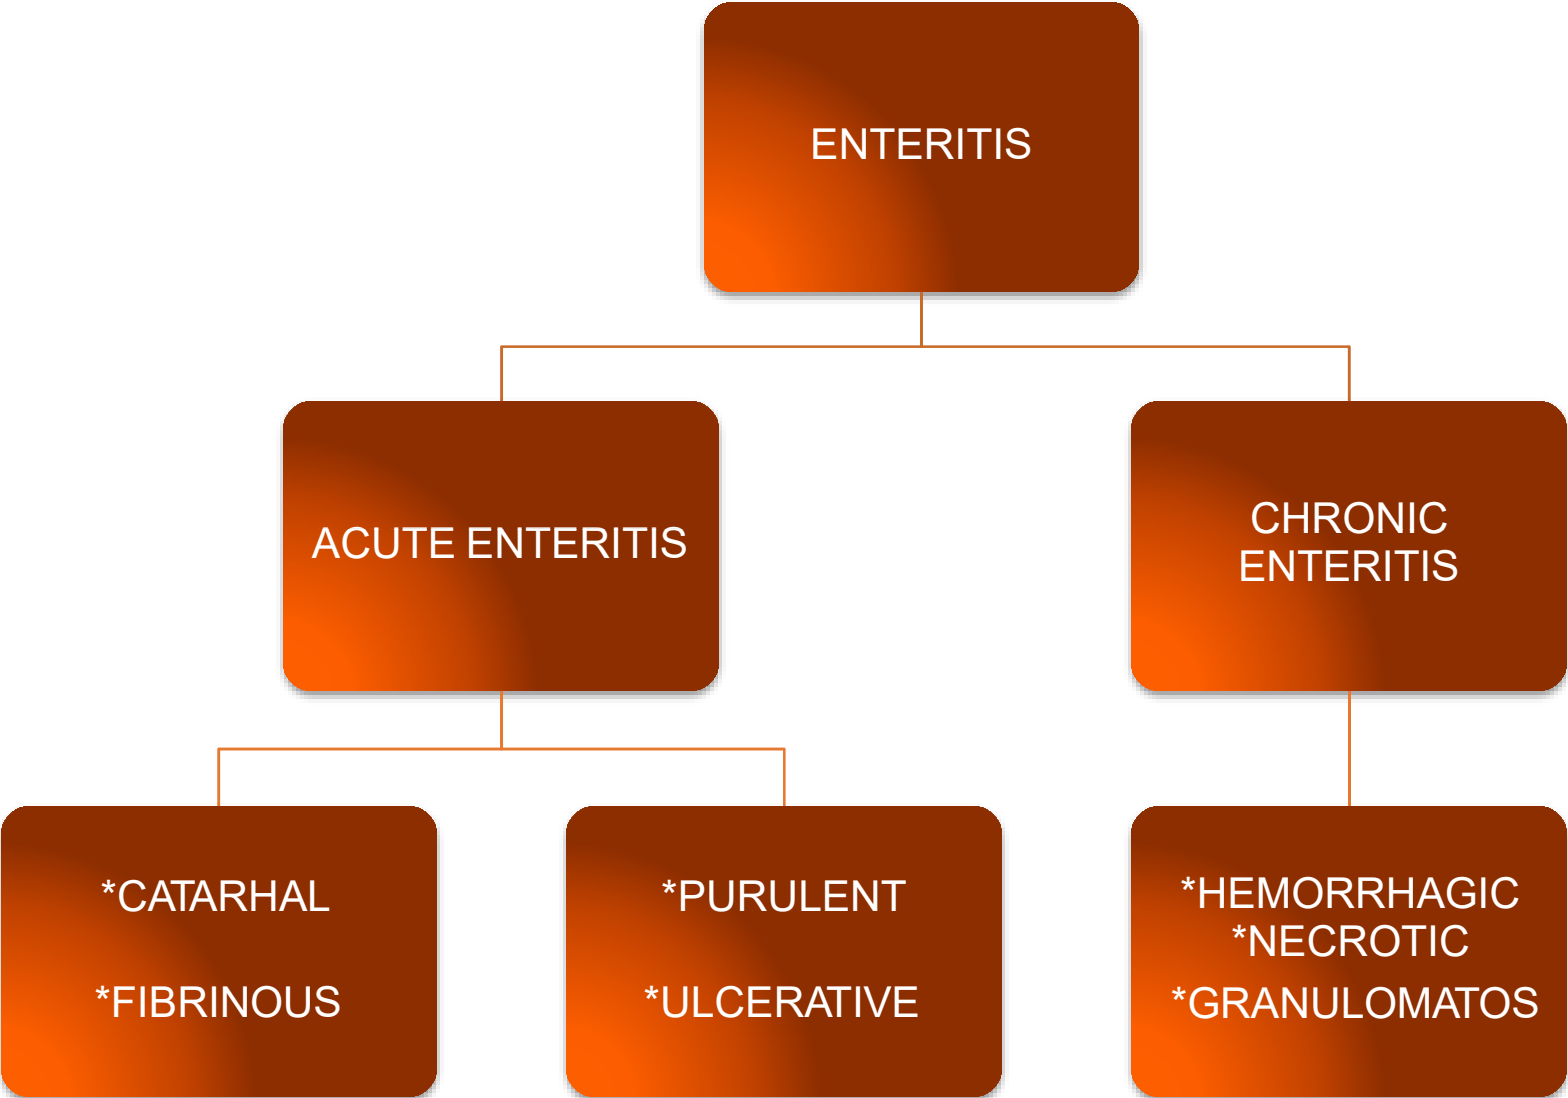 ENTERITIS
ACUTE ENTERITIS
CHRONIC
ENTERITIS
*CATARHAL
*FIBRINOUS
*PURULENT
*ULCERATIVE
*HEMORRHAGIC
*NECROTIC
*GRANULOMATOS